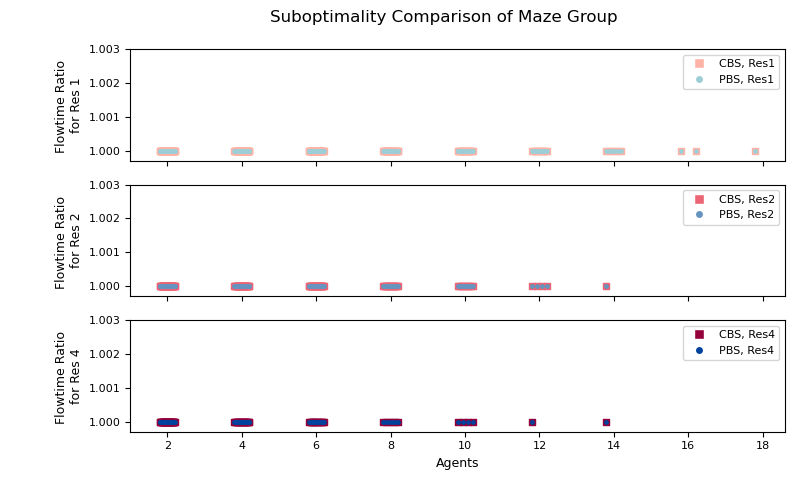 Suboptimality Comparison of Maze Group
Flowtime Ratio
for Res 1
1.003
1.002
1.001
1.000
CBS, Res1
PBS, Res1
Flowtime Ratio
for Res 2
1.003
1.002
1.001
1.000
CBS, Res2
PBS, Res2
Flowtime Ratio
for Res 4
1.003
1.002
1.001
1.000
CBS, Res4
PBS, Res4
2 4 6 8 10 12 14 16 18
Agents